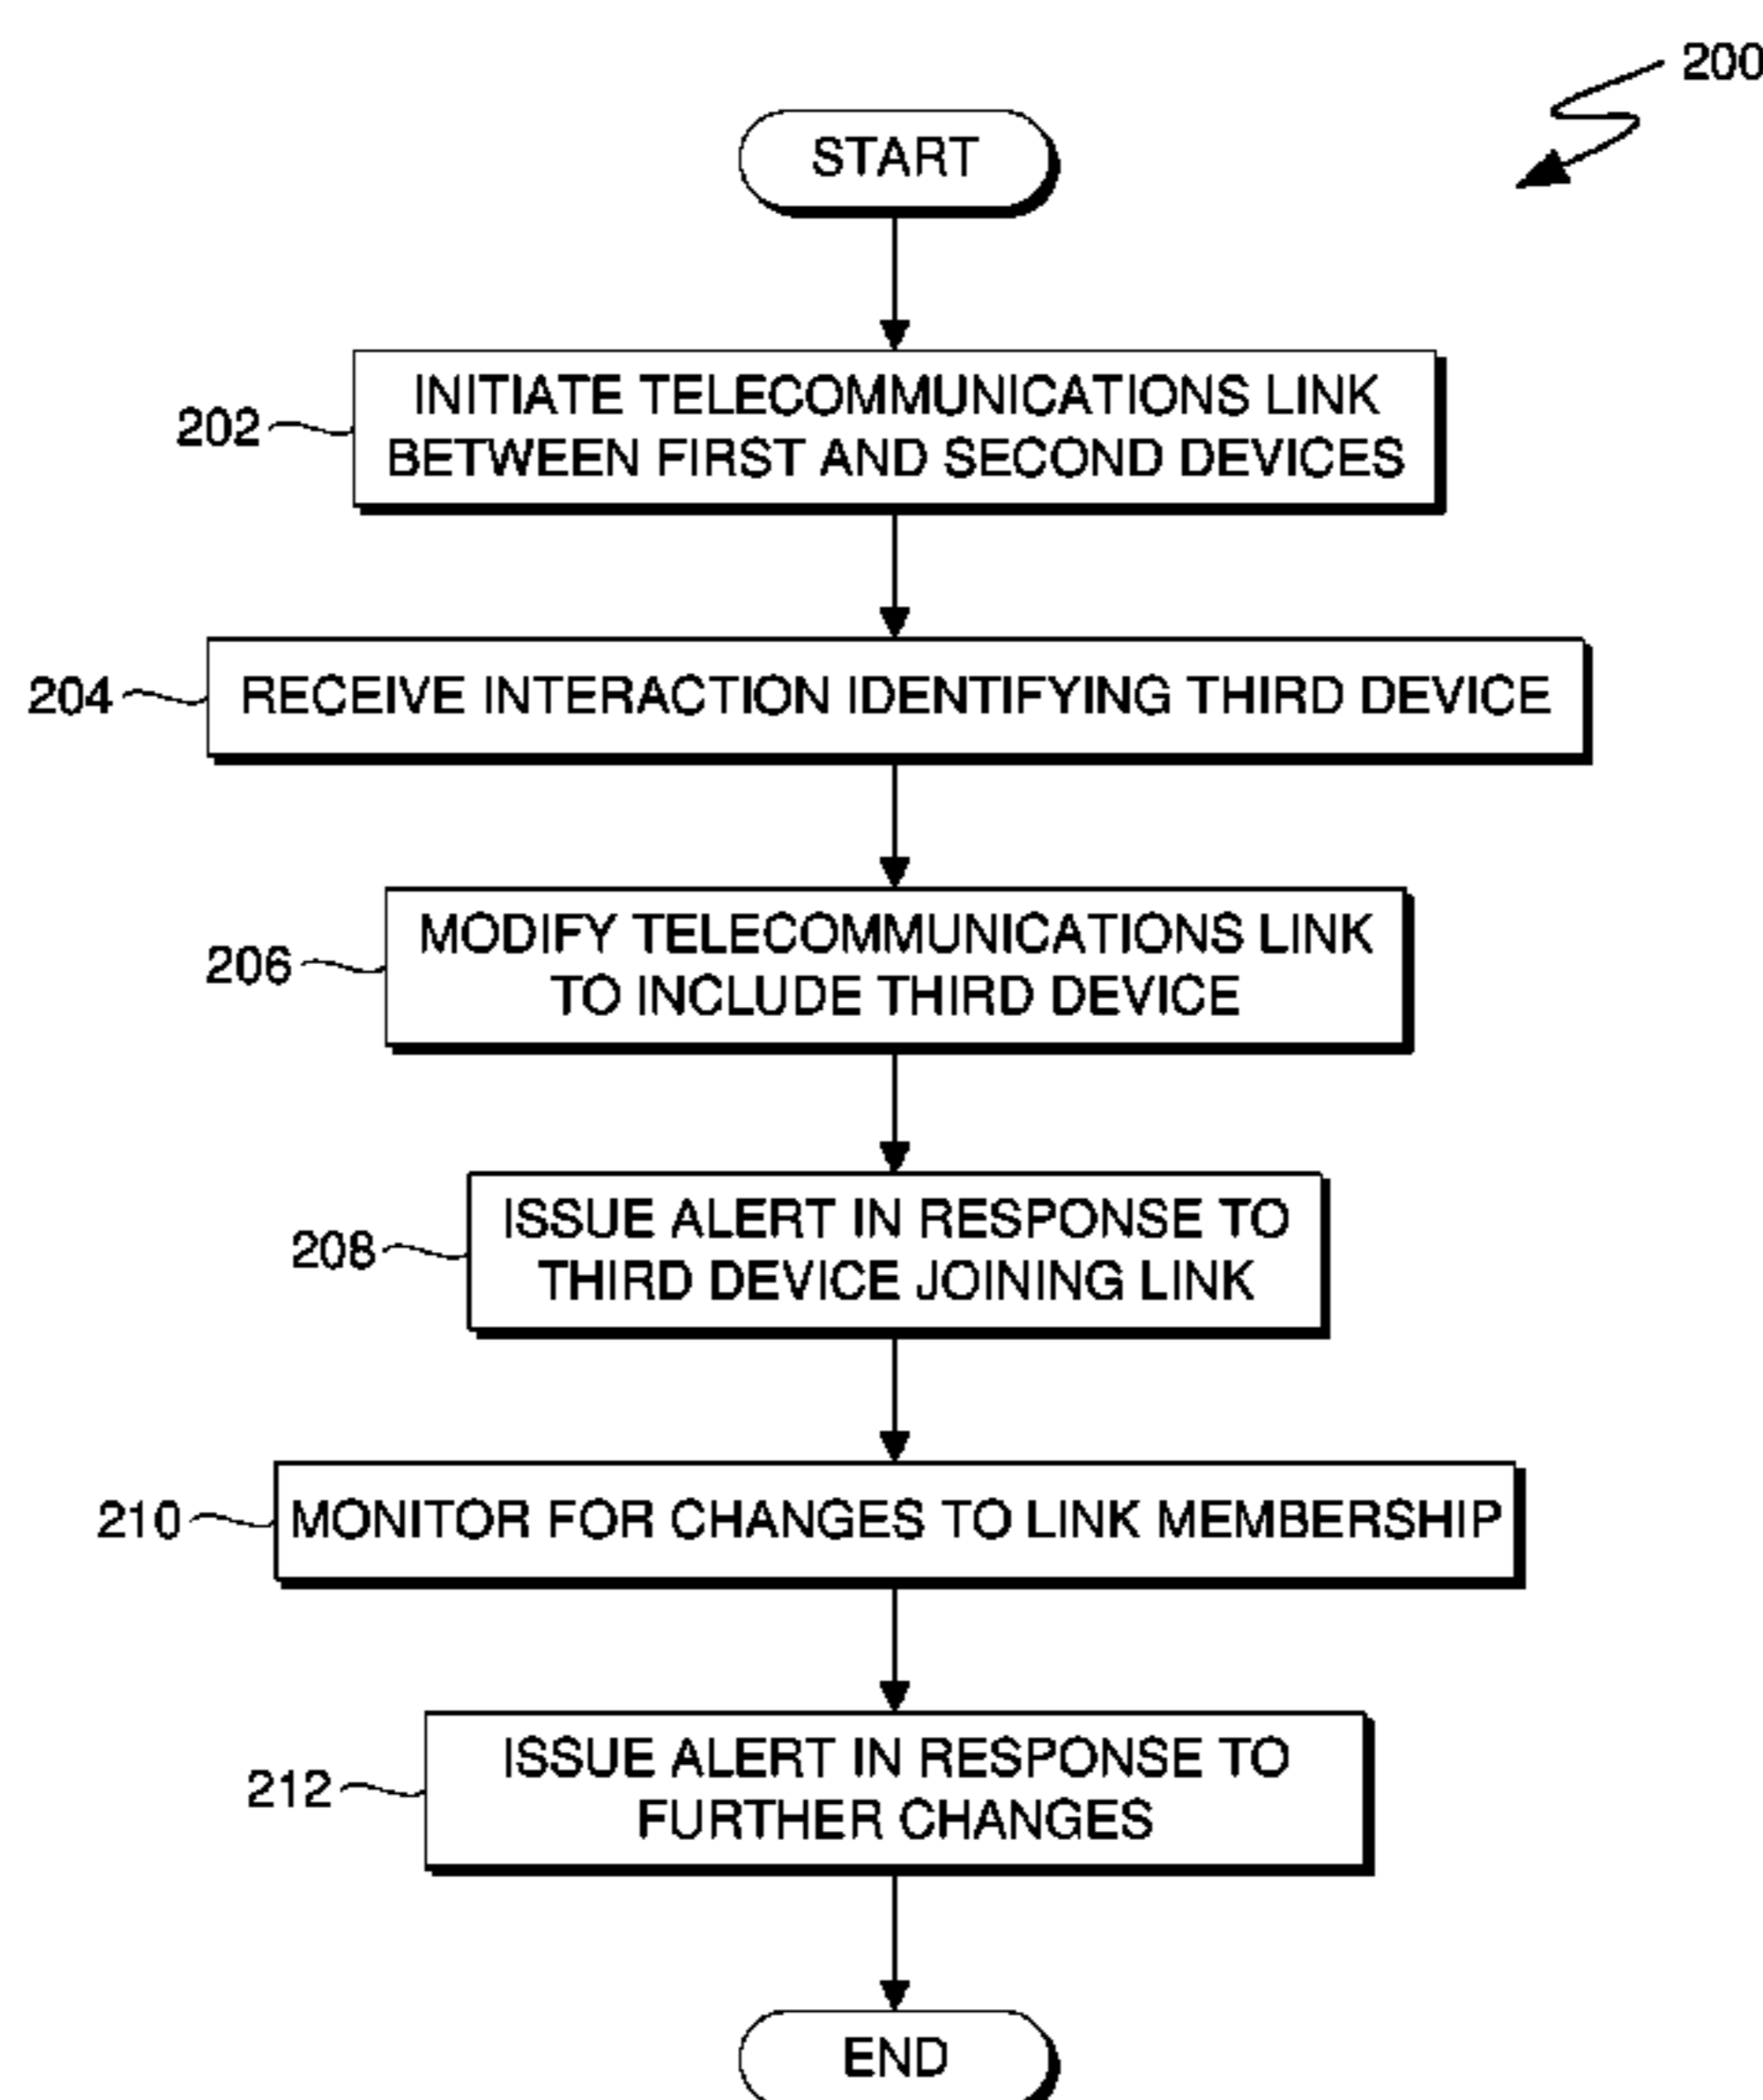 200
START
202
INITIATE TELECOMMUNICATIONS LINK
BETWEEN FIRST AND SECOND DEVICES
204
RECEIVE INTERACTION IDENTIFYING THIRD DEVICE
206
MODIFY TELECOMMUNICATIONS LINK
TO INCLUDE THIRD DEVICE
208
ISSUE ALERT IN RESPONSE TO
THIRD DEVICE JOINING LINK
210
MONITOR FOR CHANGES TO LINK MEMBERSHIP
212
ISSUE ALERT IN RESPONSE TO
FURTHER CHANGES
END